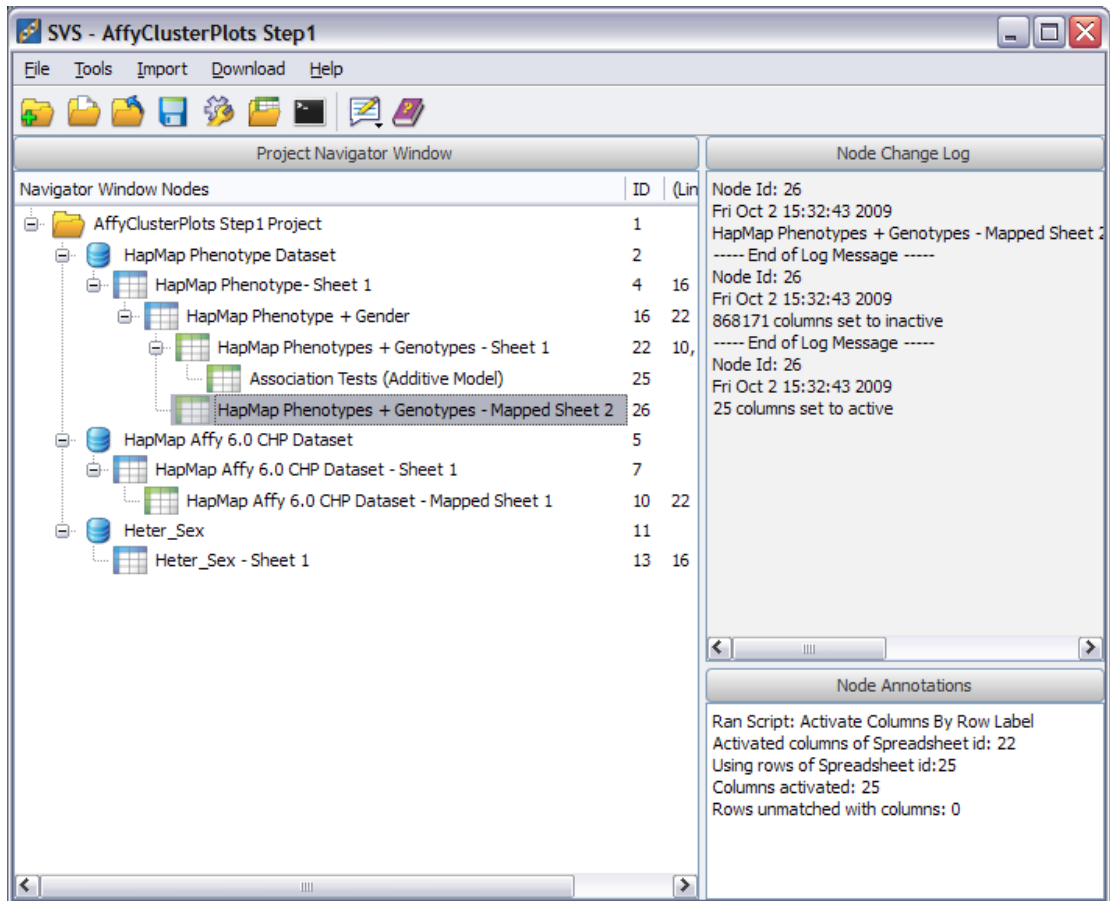 SVS - AffyClusterPlots Step1
File Tools Import Download Help
Project Navigator Window
Navigator Window Nodes ID (Lin
AffyClusterPlots Step1 Project 1
HapMap Phenotype Dataset 2
HapMap Phenotype- Sheet 1 4 16
HapMap Phenotype + Gender 16 22
HapMap Phenotypes + Genotypes - Sheet 1 22 10,
Association Tests (Additive Model) 25
HapMap Phenotypes + Genotypes - Mapped Sheet 2 26
HapMap Affy 6.0 CHP Dataset 5
HapMap Affy 6.0 CHP Dataset - Sheet 1 7
HapMap Affy 6.0 CHP Dataset - Mapped Sheet 1 10 22
Heter_Sex 11
Heter_Sex - Sheet 1 13 16
Node Change Log
Node Id: 26
Fri Oct 2 15:32:43 2009
HapMap Phenotypes + Genotypes - Mapped Sheet 2
----- End of Log Message -----
Node Id: 26
Fri Oct 2 15:32:43 2009
868171 columns set to inactive
----- End of Log Message -----
Node Id: 26
Fri Oct 2 15:32:43 2009
25 columns set to active
Node Annotations
Ran Script: Activate Columns By Row Label
Activated columns of Spreadsheet id: 22
Using rows of Spreadsheet id:25
Columns activated: 25
Rows unmatched with columns: 0